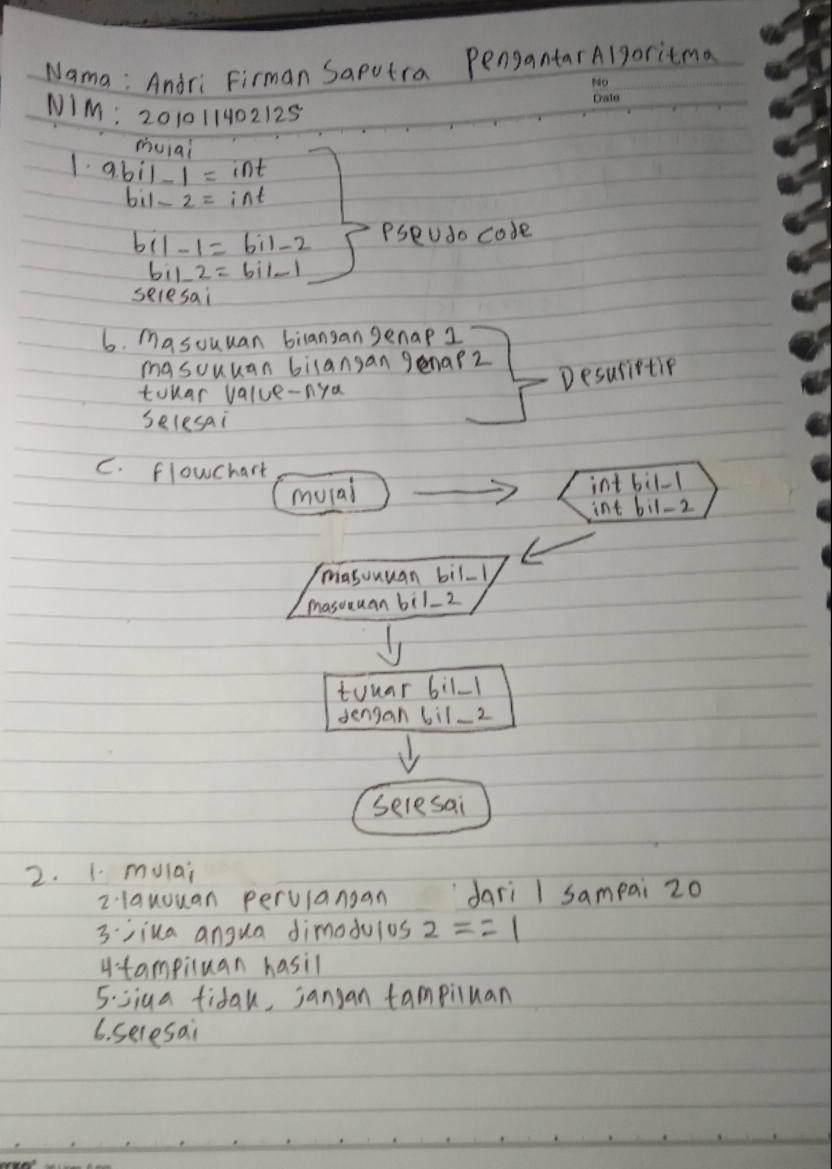 Nama : Andri Firman Saputra Pengantar Algoritma
No
Date
NIM : 201011402125
mulai
1. a bil_1 = int
bil_2 = int
bil_1 = bil_2
bil_2 = bil_1
selesai
Pseudo code
b. Masukkan bilangan genap 1
masukkan bilangan genap 2
tukar value-nya
selesai
Deskriptip
C. Flowchart
mulai
int bil_1
int bil_2
masukkan bil_1
masukkan bil_2
tukar bil_1
dengan bil_2
selesai
2. 1. mulai
2. lakukan perulangan dari 1 sampai 20
3. jika angka dimodulus 2 == 1
4. tampilkan hasil
5. jika tidak, jangan tampilkan
6. selesai